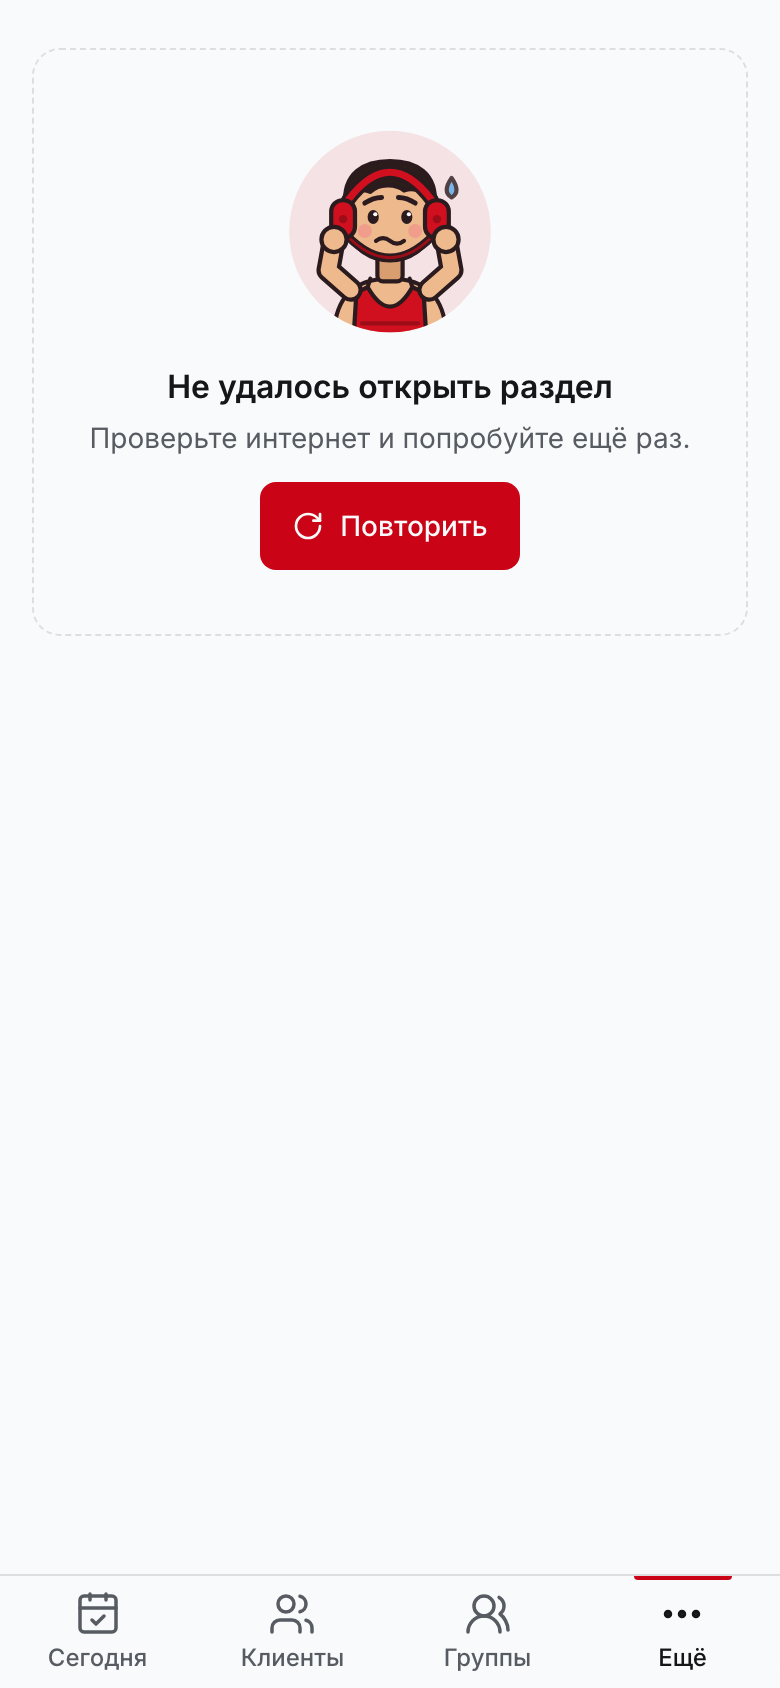 Не удалось открыть раздел
Проверьте интернет и попробуйте ещё раз.
Повторить
Сегодня
Клиенты
Группы
Ещё